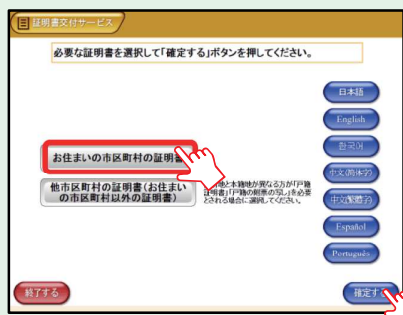 証明書交付サービス
必要な証明書を選択して「確定する」ボタンを押してください。
日本語
English
한국어
中文(简体字)
中文(繁體字)
Español
Português
お住まいの市区町村の証明書
他市区町村の証明書(お住まい
の市区町村以外の証明書)
地と本籍地が異なる方が「戸籍
証明書」「戸籍の附票の写し」を必要
とされる場合に選択してください。
終了する
確定す